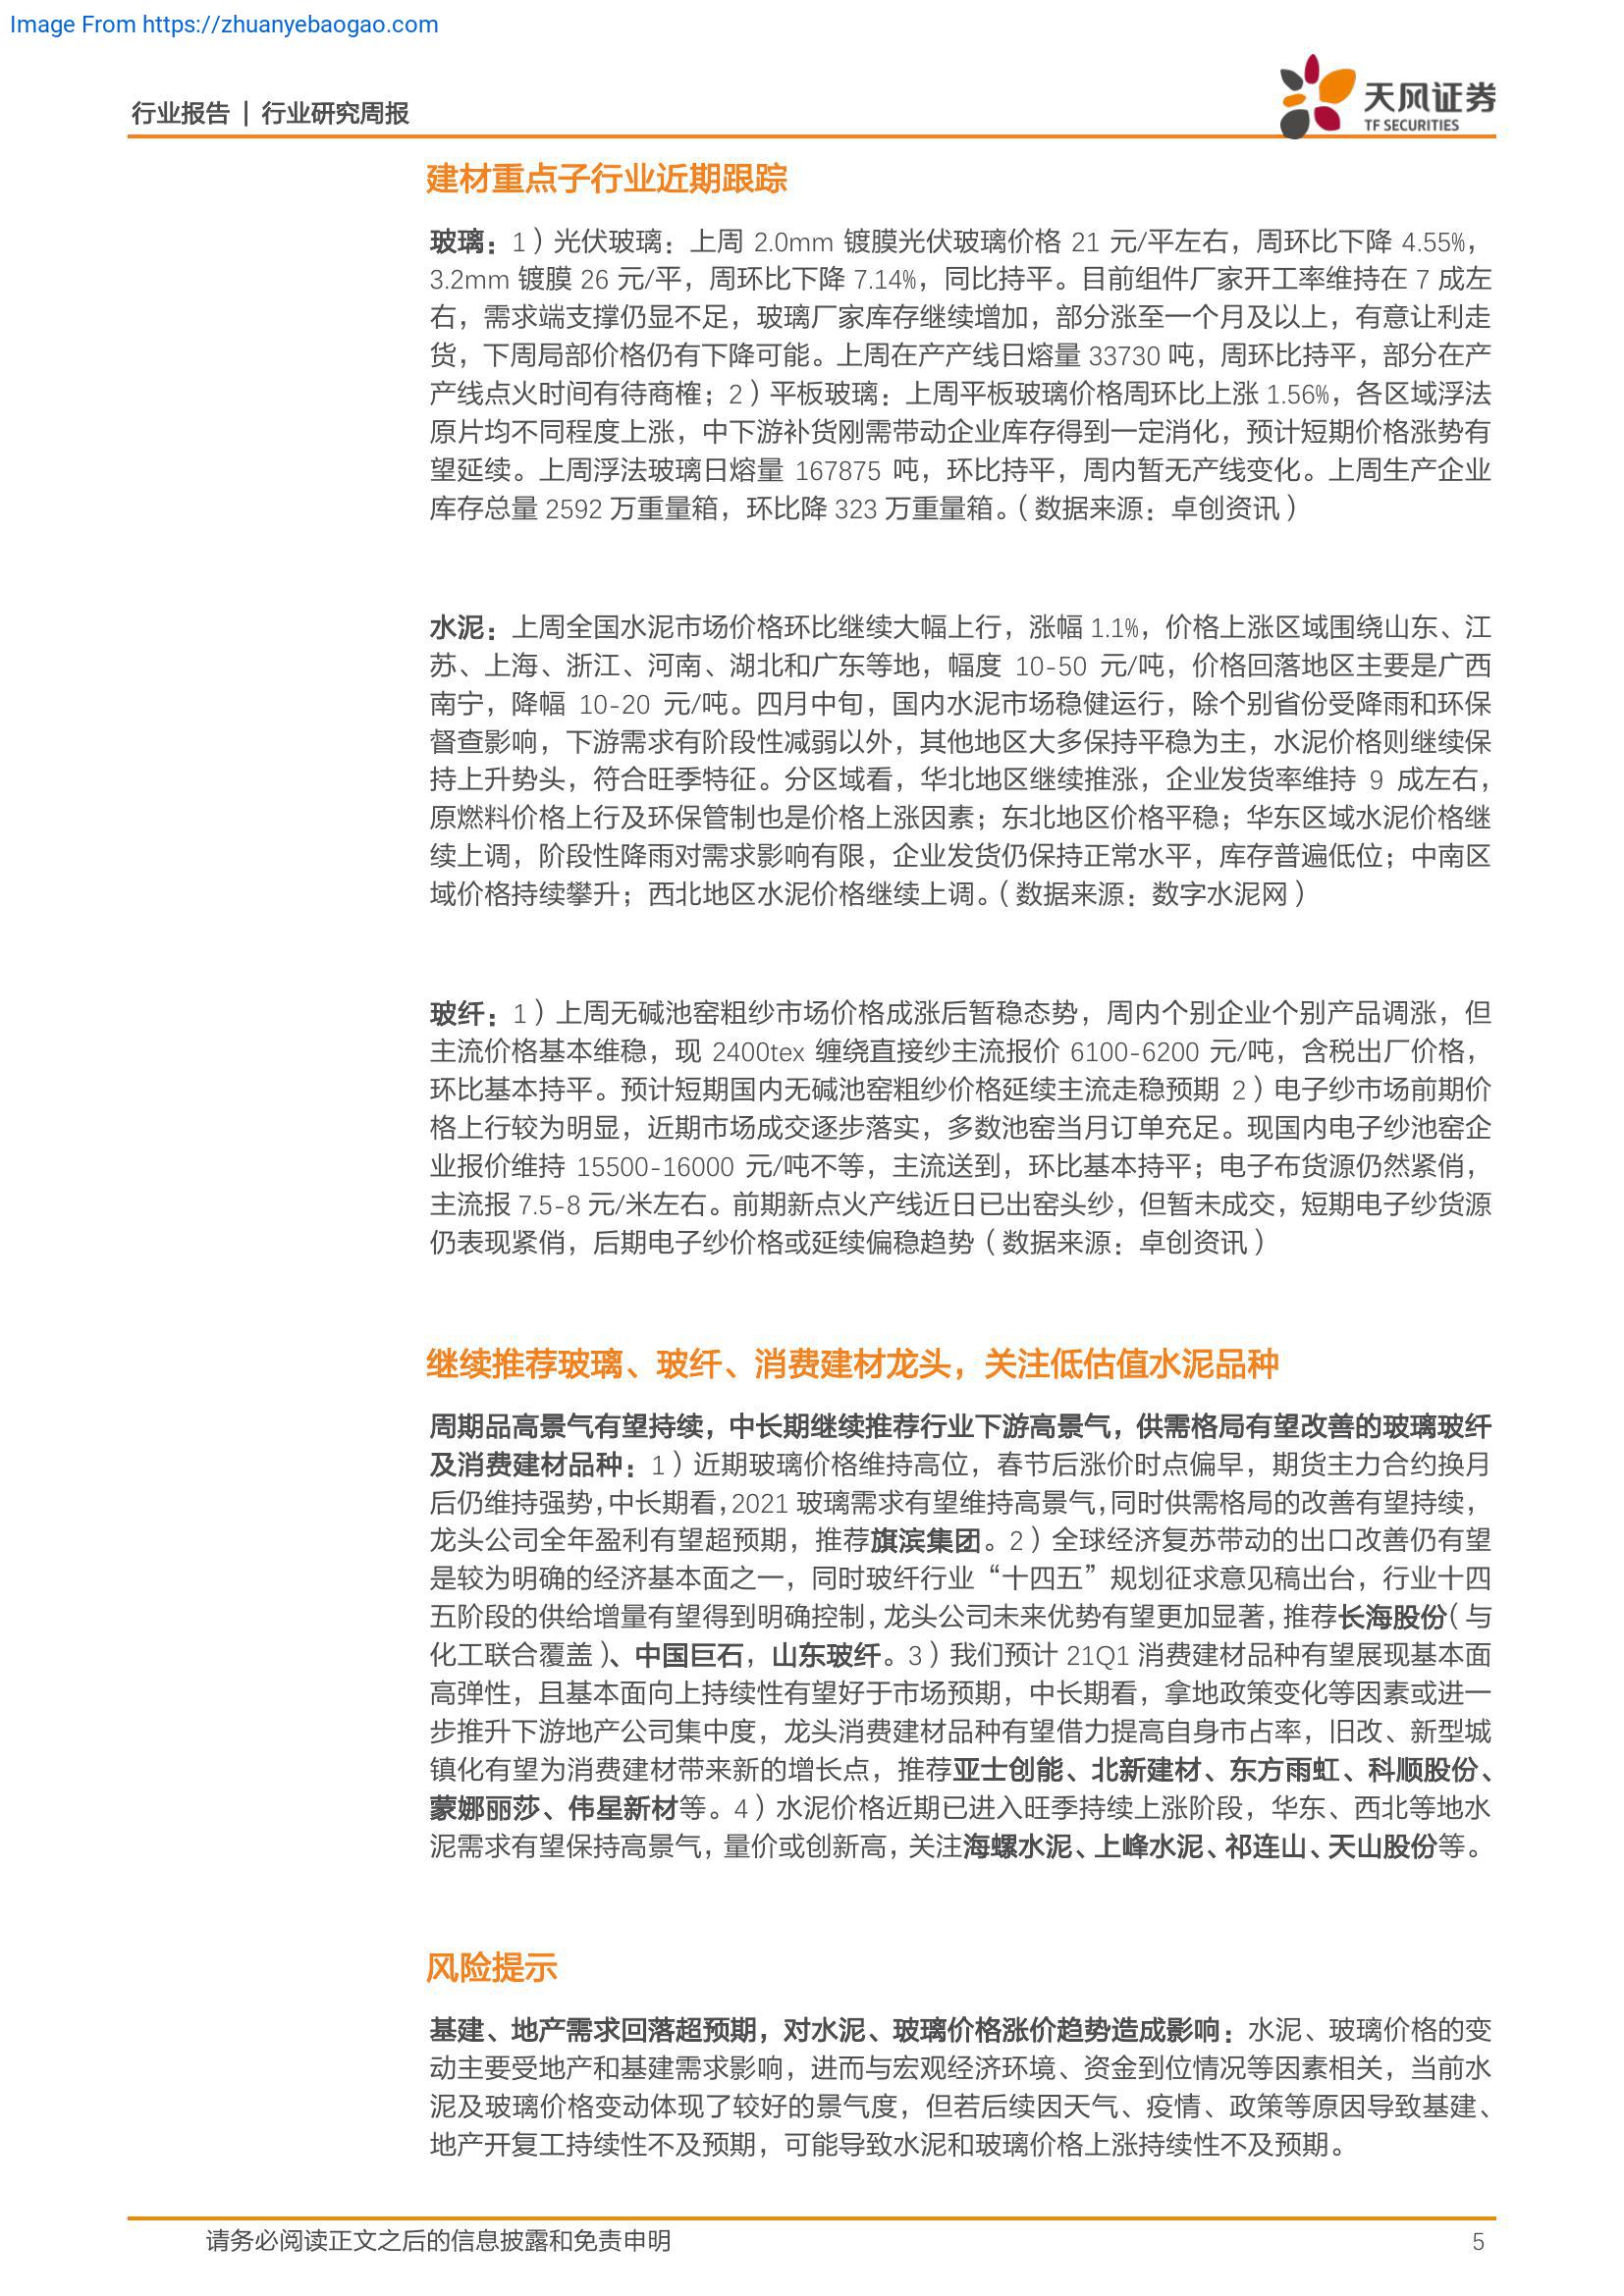 Image From https://zhuanyebaogao.com
行业报告 | 行业研究周报
天风证券
TF SECURITIES
建材重点子行业近期跟踪
玻璃：1）光伏玻璃：上周 2.0mm 镀膜光伏玻璃价格 21 元/平左右，周环比下降 4.55%，
3.2mm 镀膜 26 元/平，周环比下降 7.14%，同比持平。目前组件厂家开工率维持在 7 成左
右，需求端支撑仍显不足，玻璃厂家库存继续增加，部分涨至一个月及以上，有意让利走
货，下周局部价格仍有下降可能。上周在产产线日熔量 33730 吨，周环比持平，部分在产
产线点火时间有待商榷；2）平板玻璃：上周平板玻璃价格周环比上涨 1.56%，各区域浮法
原片均不同程度上涨，中下游补货刚需带动企业库存得到一定消化，预计短期价格涨势有
望延续。上周浮法玻璃日熔量 167875 吨，环比持平，周内暂无产线变化。上周生产企业
库存总量 2592 万重量箱，环比降 323 万重量箱。（数据来源：卓创资讯）
水泥：上周全国水泥市场价格环比继续大幅上行，涨幅 1.1%，价格上涨区域围绕山东、江
苏、上海、浙江、河南、湖北和广东等地，幅度 10-50 元/吨，价格回落地区主要是广西
南宁，降幅 10-20 元/吨。四月中旬，国内水泥市场稳健运行，除个别省份受降雨和环保
督查影响，下游需求有阶段性减弱以外，其他地区大多保持平稳为主，水泥价格则继续保
持上升势头，符合旺季特征。分区域看，华北地区继续推涨，企业发货率维持 9 成左右，
原燃料价格上行及环保管制也是价格上涨因素；东北地区价格平稳；华东区域水泥价格继
续上调，阶段性降雨对需求影响有限，企业发货仍保持正常水平，库存普遍低位；中南区
域价格持续攀升；西北地区水泥价格继续上调。（数据来源：数字水泥网）
玻纤：1）上周无碱池窑粗纱市场价格成涨后暂稳态势，周内个别企业个别产品调涨，但
主流价格基本维稳，现 2400tex 缠绕直接纱主流报价 6100-6200 元/吨，含税出厂价格，
环比基本持平。预计短期国内无碱池窑粗纱价格延续主流走稳预期 2）电子纱市场前期价
格上行较为明显，近期市场成交逐步落实，多数池窑当月订单充足。现国内电子纱池窑企
业报价维持 15500-16000 元/吨不等，主流送到，环比基本持平；电子布货源仍然紧俏，
主流报 7.5-8 元/米左右。前期新点火产线近日已出窑头纱，但暂未成交，短期电子纱货源
仍表现紧俏，后期电子纱价格或延续偏稳趋势（数据来源：卓创资讯）
继续推荐玻璃、玻纤、消费建材龙头，关注低估值水泥品种
周期品高景气有望持续，中长期继续推荐行业下游高景气，供需格局有望改善的玻璃玻纤
及消费建材品种：1）近期玻璃价格维持高位，春节后涨价时点偏早，期货主力合约换月
后仍维持强势，中长期看，2021 玻璃需求有望维持高景气，同时供需格局的改善有望持续，
龙头公司全年盈利有望超预期，推荐旗滨集团。2）全球经济复苏带动的出口改善仍有望
是较为明确的经济基本面之一，同时玻纤行业“十四五”规划征求意见稿出台，行业十四
五阶段的供给增量有望得到明确控制，龙头公司未来优势有望更加显著，推荐长海股份（与
化工联合覆盖）、中国巨石，山东玻纤。3）我们预计 21Q1 消费建材品种有望展现基本面
高弹性，且基本面向上持续性有望好于市场预期，中长期看，拿地政策变化等因素或进一
步推升下游地产公司集中度，龙头消费建材品种有望借力提高自身市占率，旧改、新型城
镇化有望为消费建材带来新的增长点，推荐亚士创能、北新建材、东方雨虹、科顺股份、
蒙娜丽莎、伟星新材等。4）水泥价格近期已进入旺季持续上涨阶段，华东、西北等地水
泥需求有望保持高景气，量价或创新高，关注海螺水泥、上峰水泥、祁连山、天山股份等。
风险提示
基建、地产需求回落超预期，对水泥、玻璃价格涨价趋势造成影响：水泥、玻璃价格的变
动主要受地产和基建需求影响，进而与宏观经济环境、资金到位情况等因素相关，当前水
泥及玻璃价格变动体现了较好的景气度，但若后续因天气、疫情、政策等原因导致基建、
地产开复工持续性不及预期，可能导致水泥和玻璃价格上涨持续性不及预期。
请务必阅读正文之后的信息披露和免责申明
5